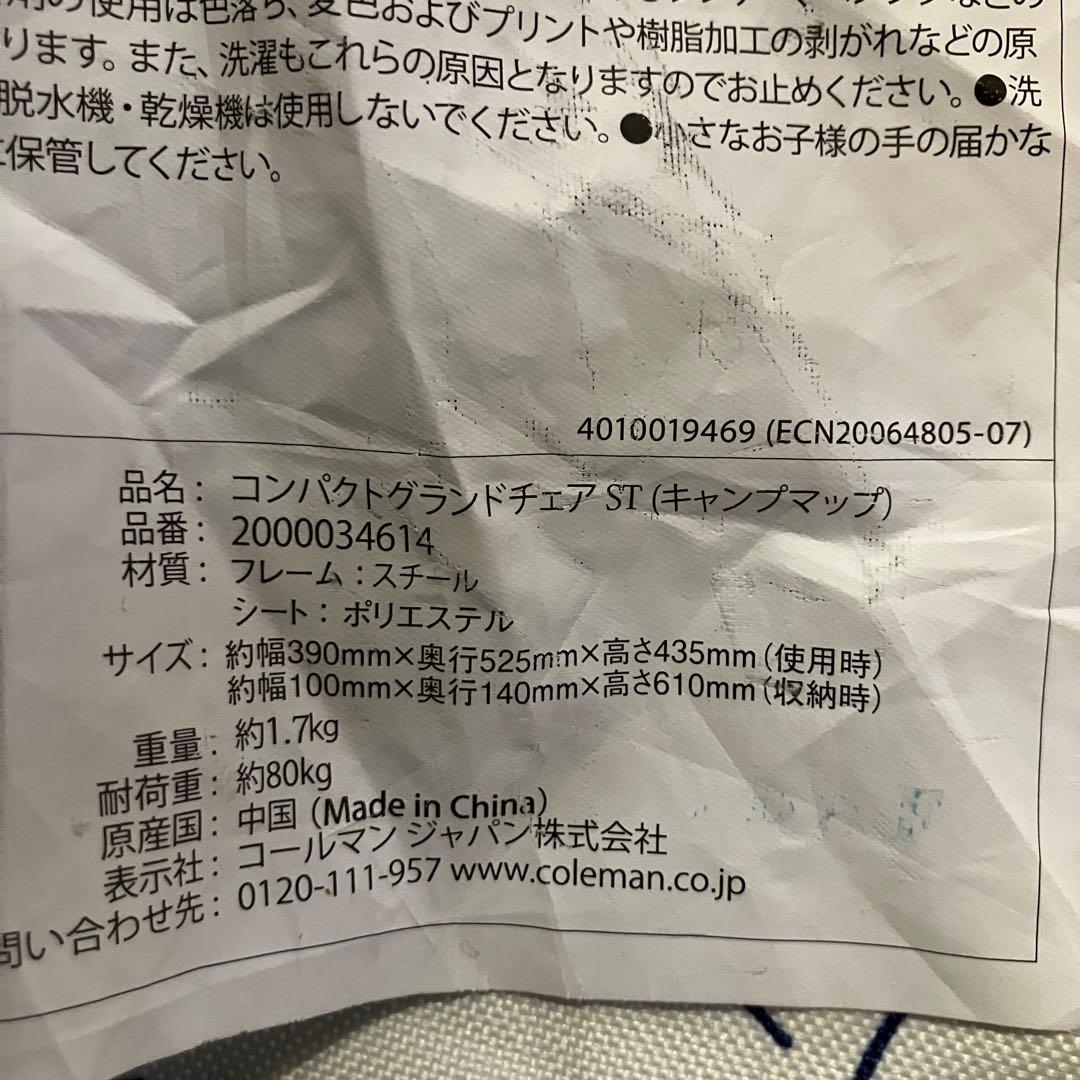 の使用は色落ち、変色およびプリントや樹脂加工の剥がれなどの原
ります。また、洗濯もこれらの原因となりますのでお止めください。●洗
脱水機・乾燥機は使用しないでください。●小さなお子様の手の届かな
に保管してください。
4010019469 (ECN20064805-07)
品名: コンパクトグランドチェア ST (キャンプマップ)
品番: 2000034614
材質: フレーム:スチール
シート: ポリエステル
サイズ: 約幅390mm×奥行525mm×高さ435mm(使用時)
約幅100mm×奥行140mm×高さ610mm(収納時)
重量: 約1.7kg
耐荷重: 約80kg
原産国: 中国 (Made in China)
表示社: コールマン ジャパン株式会社
問い合わせ先: 0120-111-957 www.coleman.co.jp